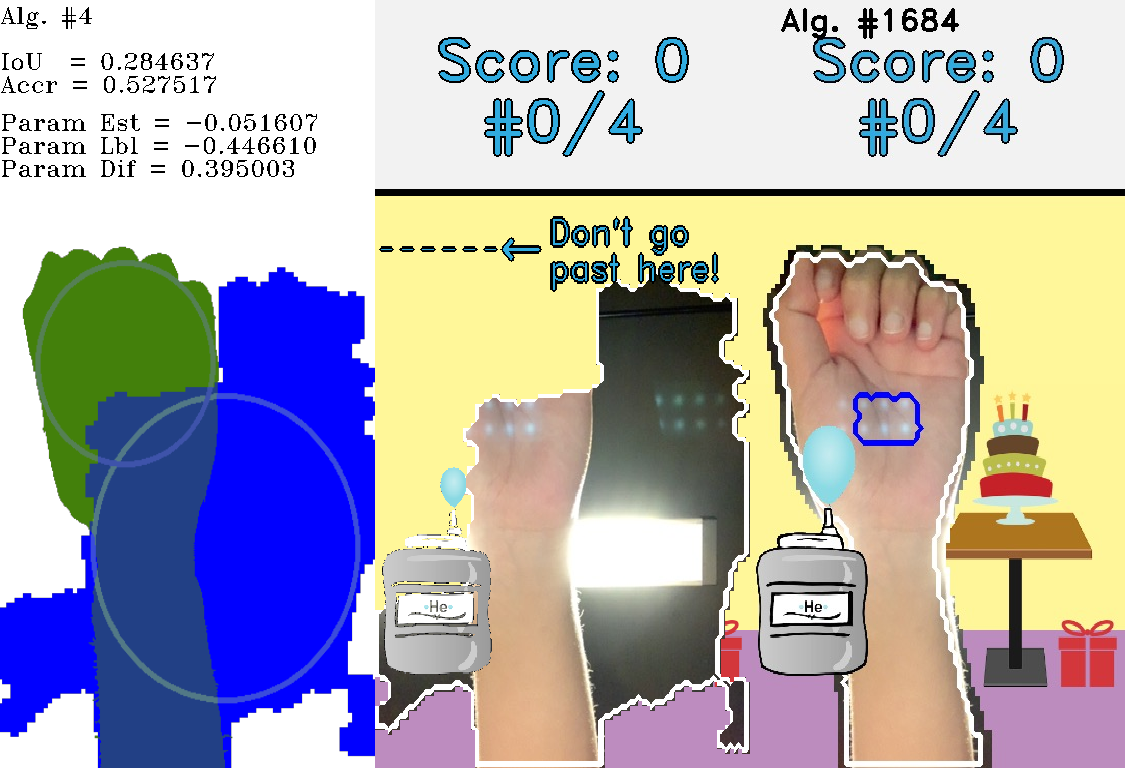 Alg. #4
IoU = 0.284637
Accr = 0.527517
Param Est = −0.051607
Param Lbl = −0.446610
Param Dif = 0.395003
Score: 0
#0/4
Alg. #1684
Score: 0
#0/4
Don't go
past here!
He
He